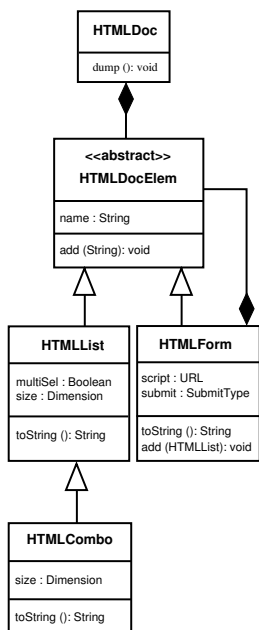 HTMLDoc
dump (): void
<<abstract>>
HTMLDocElem
name : String
add (String): void
HTMLList
multiSel : Boolean
size : Dimension
toString (): String
HTMLForm
script : URL
submit : SubmitType
toString (): String
add (HTMLList): void
HTMLCombo
size : Dimension
toString (): String